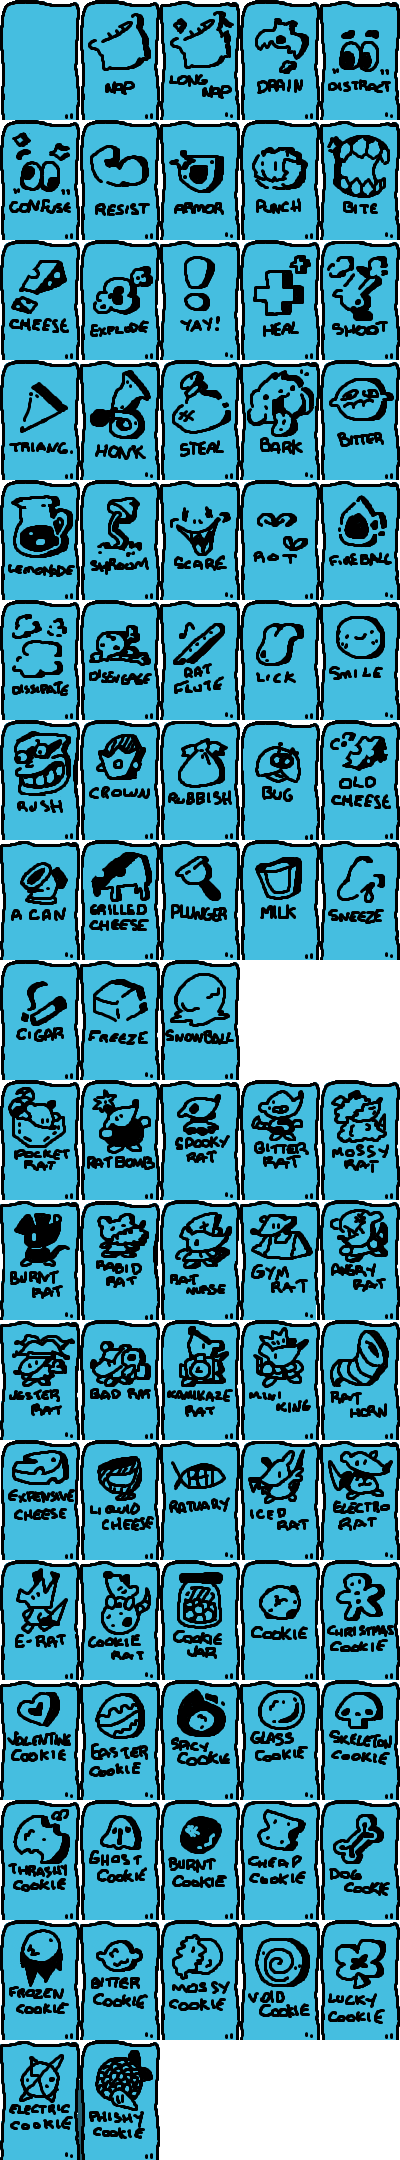 NAP
LONG
NAP
DRAIN
DISTRACT
CONFUSE
RESIST
ARMOR
PUNCH
BITE
CHEESE
EXPLODE
YAY!
HEAL
SHOOT
TRIANG.
HONK
STEAL
BARK
BITTER
LEMONADE
SHROOM
SCARE
ROT
FIREBALL
DISSIPATE
DISENGAGE
RAT
FLUTE
LICK
SMILE
RUSH
CROWN
RUBBISH
BUG
OLD
CHEESE
A CAN
GRILLED
CHEESE
PLUNGER
MILK
SNEEZE
CIGAR
FREEZE
SNOWBALL
POCKET
RAT
RAT BOMB
SPOOKY
RAT
BITTER
RAT
MOSSY
RAT
BURNT
RAT
RABID
RAT
RAT
NURSE
GYM
RAT
ANGRY
RAT
JESTER
RAT
BAD RAT
KAMIKAZE
RAT
MINI
KING
RAT
HORN
EXPENSIVE
CHEESE
LIQUID
CHEESE
RATUARY
ICED
RAT
ELECTRO
RAT
E-RAT
COOKIE
RAT
COOKIE
JAR
COOKIE
CHRISTMAS
COOKIE
VALENTINE
COOKIE
EASTER
COOKIE
SPICY
COOKIE
GLASS
COOKIE
SKELETON
COOKIE
THRASHY
COOKIE
GHOST
COOKIE
BURNT
COOKIE
CHEAP
COOKIE
DOG
COOKIE
FROZEN
COOKIE
BITTER
COOKIE
MOSSY
COOKIE
VOID
COOKIE
LUCKY
COOKIE
ELECTRIC
COOKIE
PHISHY
COOKIE